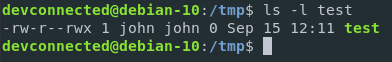 devconnected@debian-10:/tmp$ ls -l test
-rw-r--rwx 1 john john 0 Sep 15 12:11 test
devconnected@debian-10:/tmp$